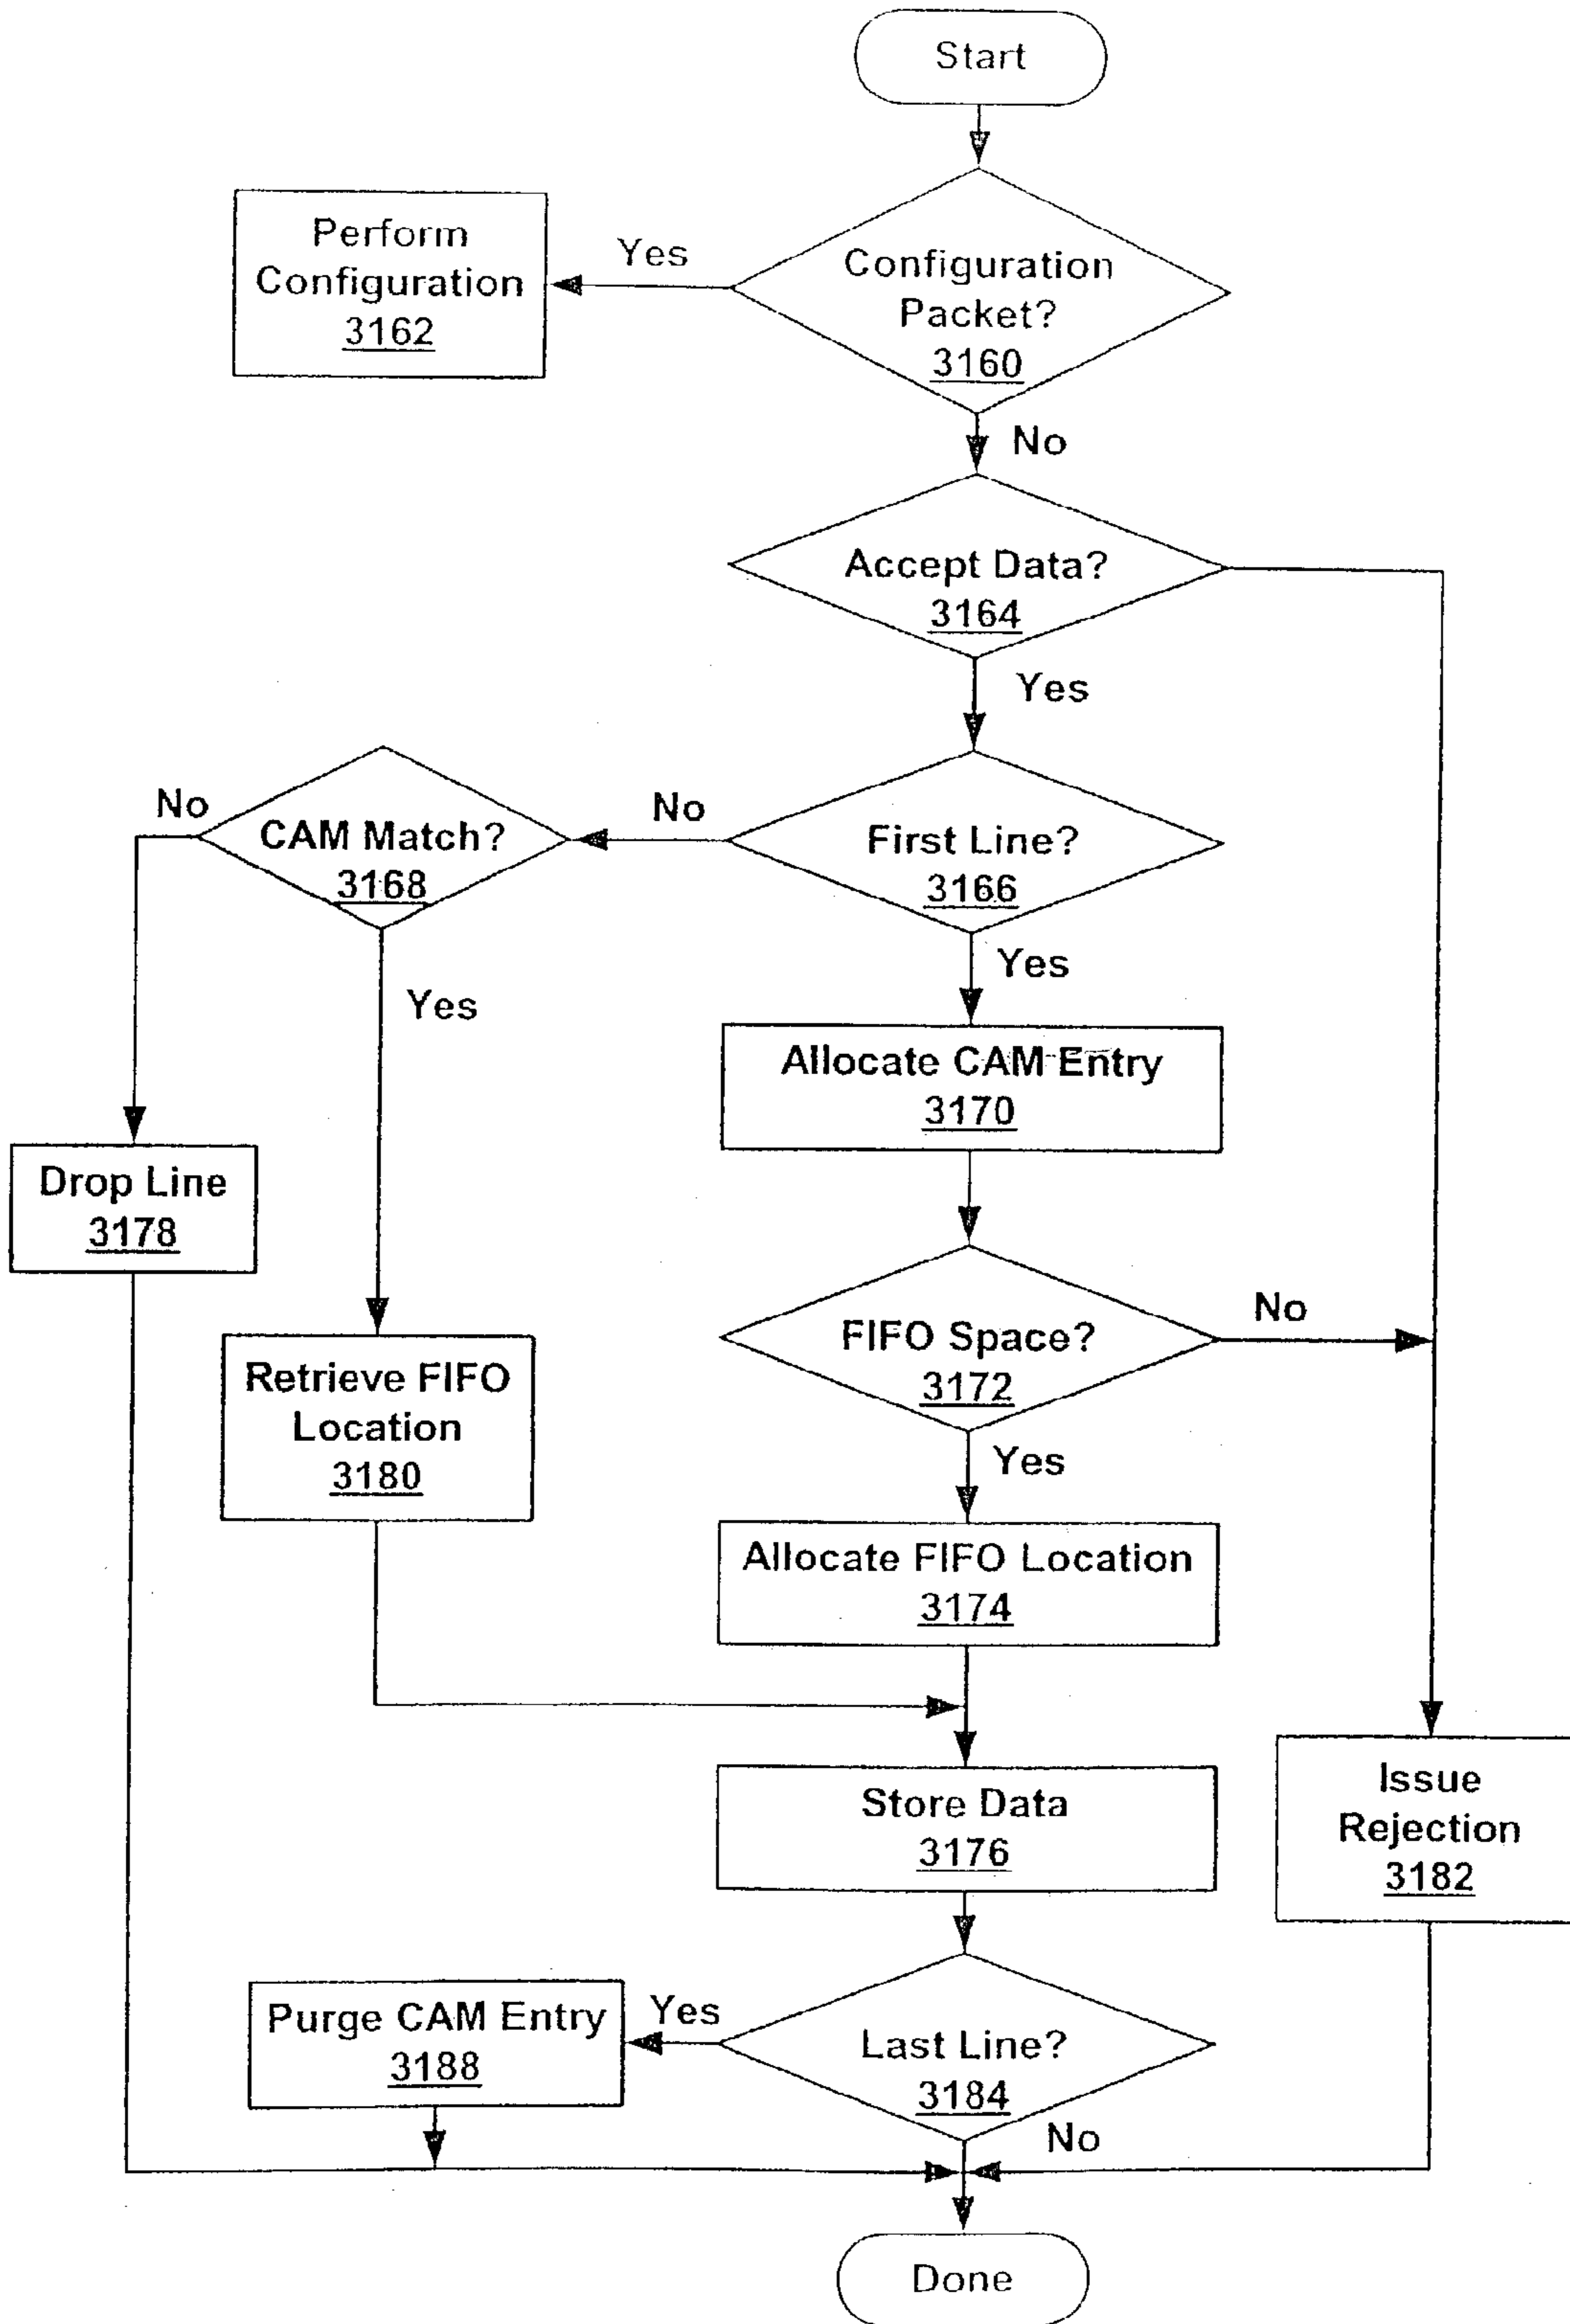 Start
Perform
Configuration
3162
Yes
Configuration
Packet?
3160
No
Accept Data?
3164
Yes
No
CAM Match?
3168
No
First Line?
3166
Yes
Yes
Allocate CAM Entry
3170
Drop Line
3178
FIFO Space?
3172
No
Retrieve FIFO
Location
3180
Yes
Allocate FIFO Location
3174
Store Data
3176
Issue
Rejection
3182
Purge CAM Entry
3188
Yes
Last Line?
3184
No
Done